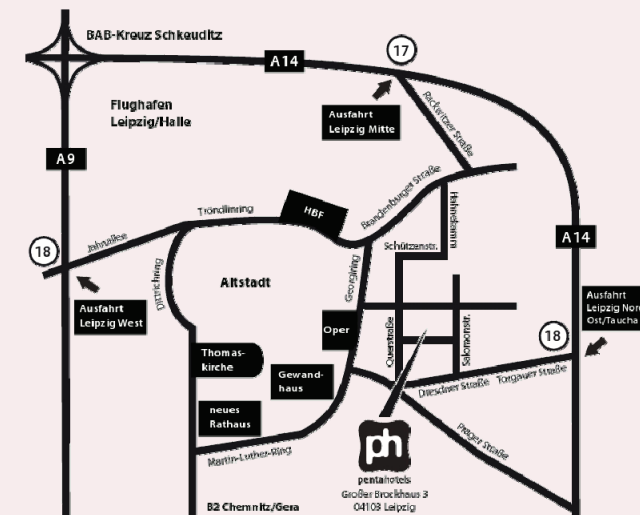 BAB-Kreuz Schkeuditz
A14
17
Flughafen
Leipzig/Halle
Ausfahrt
Leipzig Mitte
Rackwitzer Straße
A9
Brandenburger Straße
Hahnekamm
Tröndlinring
HBF
Jahnallee
18
Schützenstr.
A14
Dittrichring
Altstadt
Georgiring
Ausfahrt
Leipzig West
Ausfahrt
Leipzig Nord
Ost/Taucha
Oper
Querstraße
Salomonstr.
18
Thomas-
kirche
Gewand-
haus
Dresdner Straße
Torgauer Straße
neues
Rathaus
Martin-Luther-Ring
Prager Straße
ph
pentahotels
Großer Brockhaus 3
04103 Leipzig
B2 Chemnitz/Gera